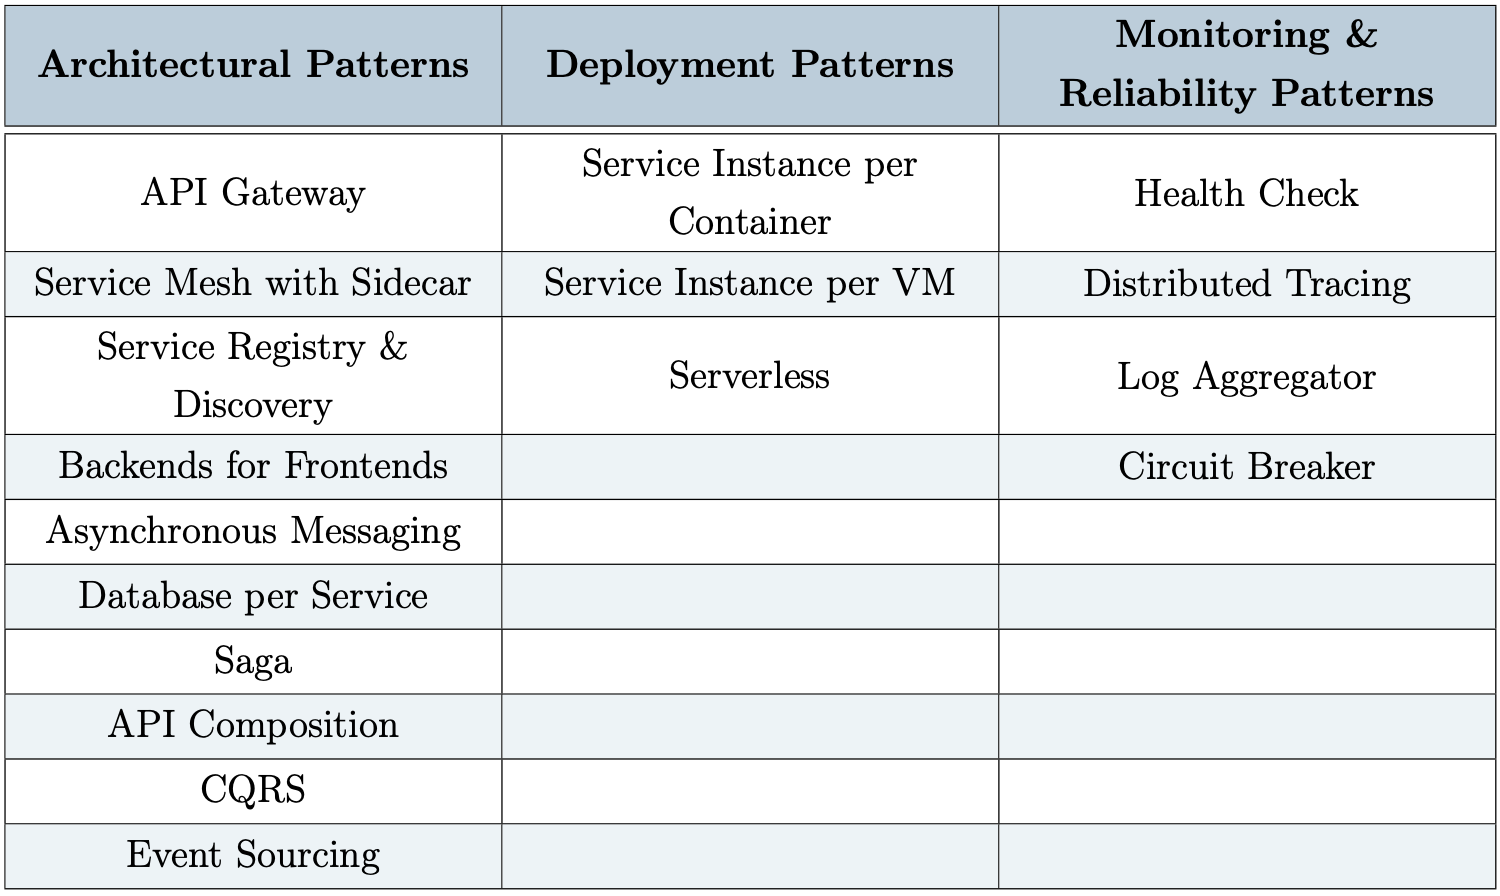 Architectural Patterns
Deployment Patterns
Monitoring &
Reliability Patterns
API Gateway
Service Instance per
Container
Health Check
Service Mesh with Sidecar
Service Instance per VM
Distributed Tracing
Service Registry &
Discovery
Serverless
Log Aggregator
Backends for Frontends
Circuit Breaker
Asynchronous Messaging
Database per Service
Saga
API Composition
CQRS
Event Sourcing